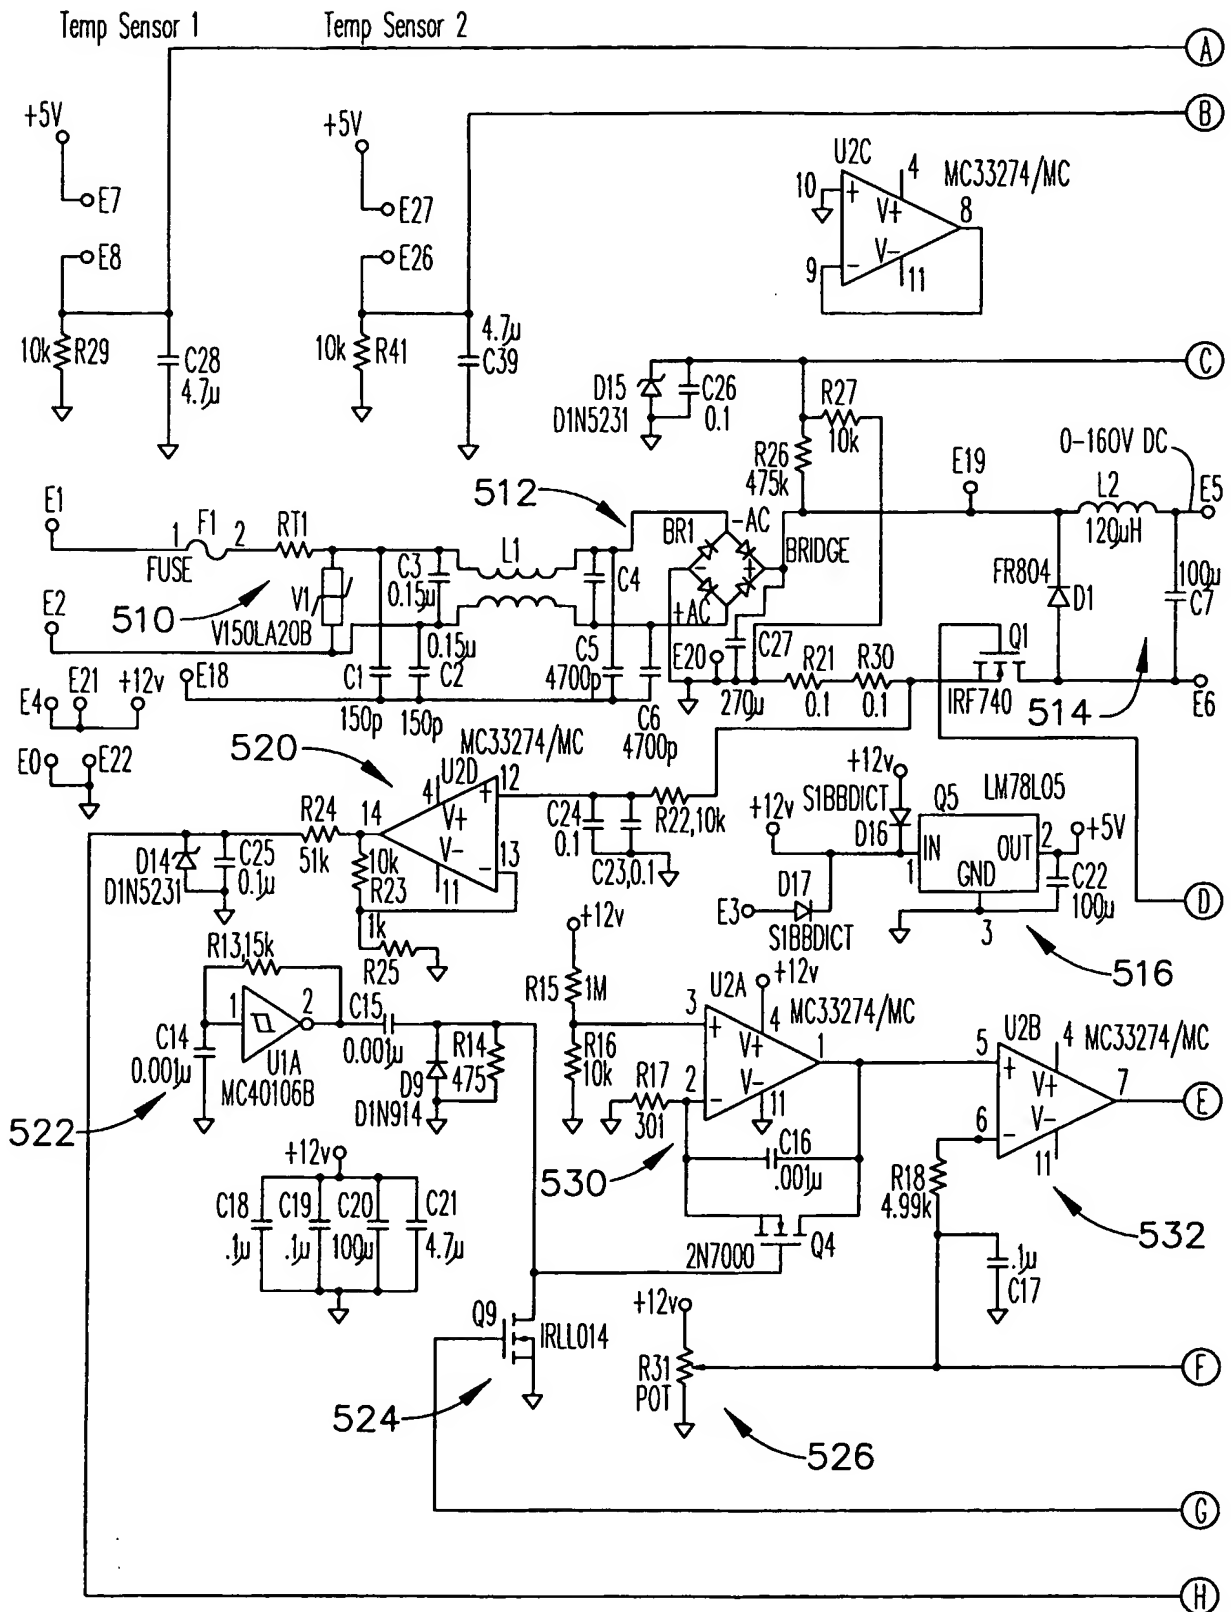 Temp Sensor 1
Temp Sensor 2
A
B
+5V
+5V
E7
E27
E8
E26
U2C
4
MC33274/MC
10
+
V+
8
V-
9
-
11
10k
R29
C28
4.7µ
10k
R41
4.7µ
C39
C
D15
D1N5231
C26
0.1
R27
10k
R26
475k
0-160V DC
E19
L2
E5
120µH
512
E1
1
F1
2
RT1
FUSE
L1
BR1
-AC
BRIDGE
-
+
+AC
C3
0.15µ
C4
FR804
D1
100µ
C7
V1
V150LA20B
510
E2
0.15µ
C5
4700p
C27
E20
270µ
R21
0.1
R30
0.1
Q1
IRF740
514
E6
E18
C1
150p
C2
150p
C6
4700p
E4
E21
+12v
E0
E22
520
MC33274/MC
U2D
4
+
12
14
V+
V-
-
13
11
R24
51k
10k
R23
1k
R25
D14
D1N5231
C25
0.1µ
C24
0.1
C23,0.1
R22,10k
+12v
S1BBDICT
D16
+12v
Q5
LM78L05
IN
OUT
GND
1
2
3
+5V
C22
100µ
D17
E3
S1BBDICT
516
D
R13,15k
1
2
U1A
MC40106B
C14
0.001µ
C15
0.001µ
D9
D1N914
R14
475
522
+12v
R15
1M
R16
10k
R17
301
U2A
+12v
4
MC33274/MC
3
+
V+
1
2
-
V-
11
C16
.001µ
530
2N7000
Q4
U2B
4
MC33274/MC
5
+
V+
7
6
-
V-
11
E
R18
4.99k
.1µ
C17
532
+12v
C18
.1µ
C19
.1µ
C20
100µ
C21
4.7µ
Q9
IRLL014
524
+12v
R31
POT
526
F
G
H